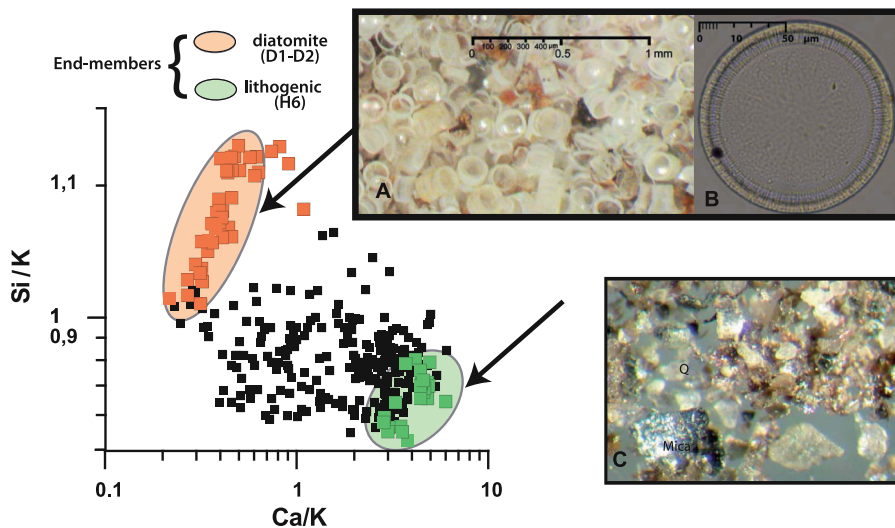 End-members
diatomite
(D1-D2)
lithogenic
(H6)
Si/K
1,1
1
0,9
0.1
1
10
Ca/K
0 100 200 300 400 µm
0.5
1 mm
A
0 10 50 µm
B
Q
Mica
C